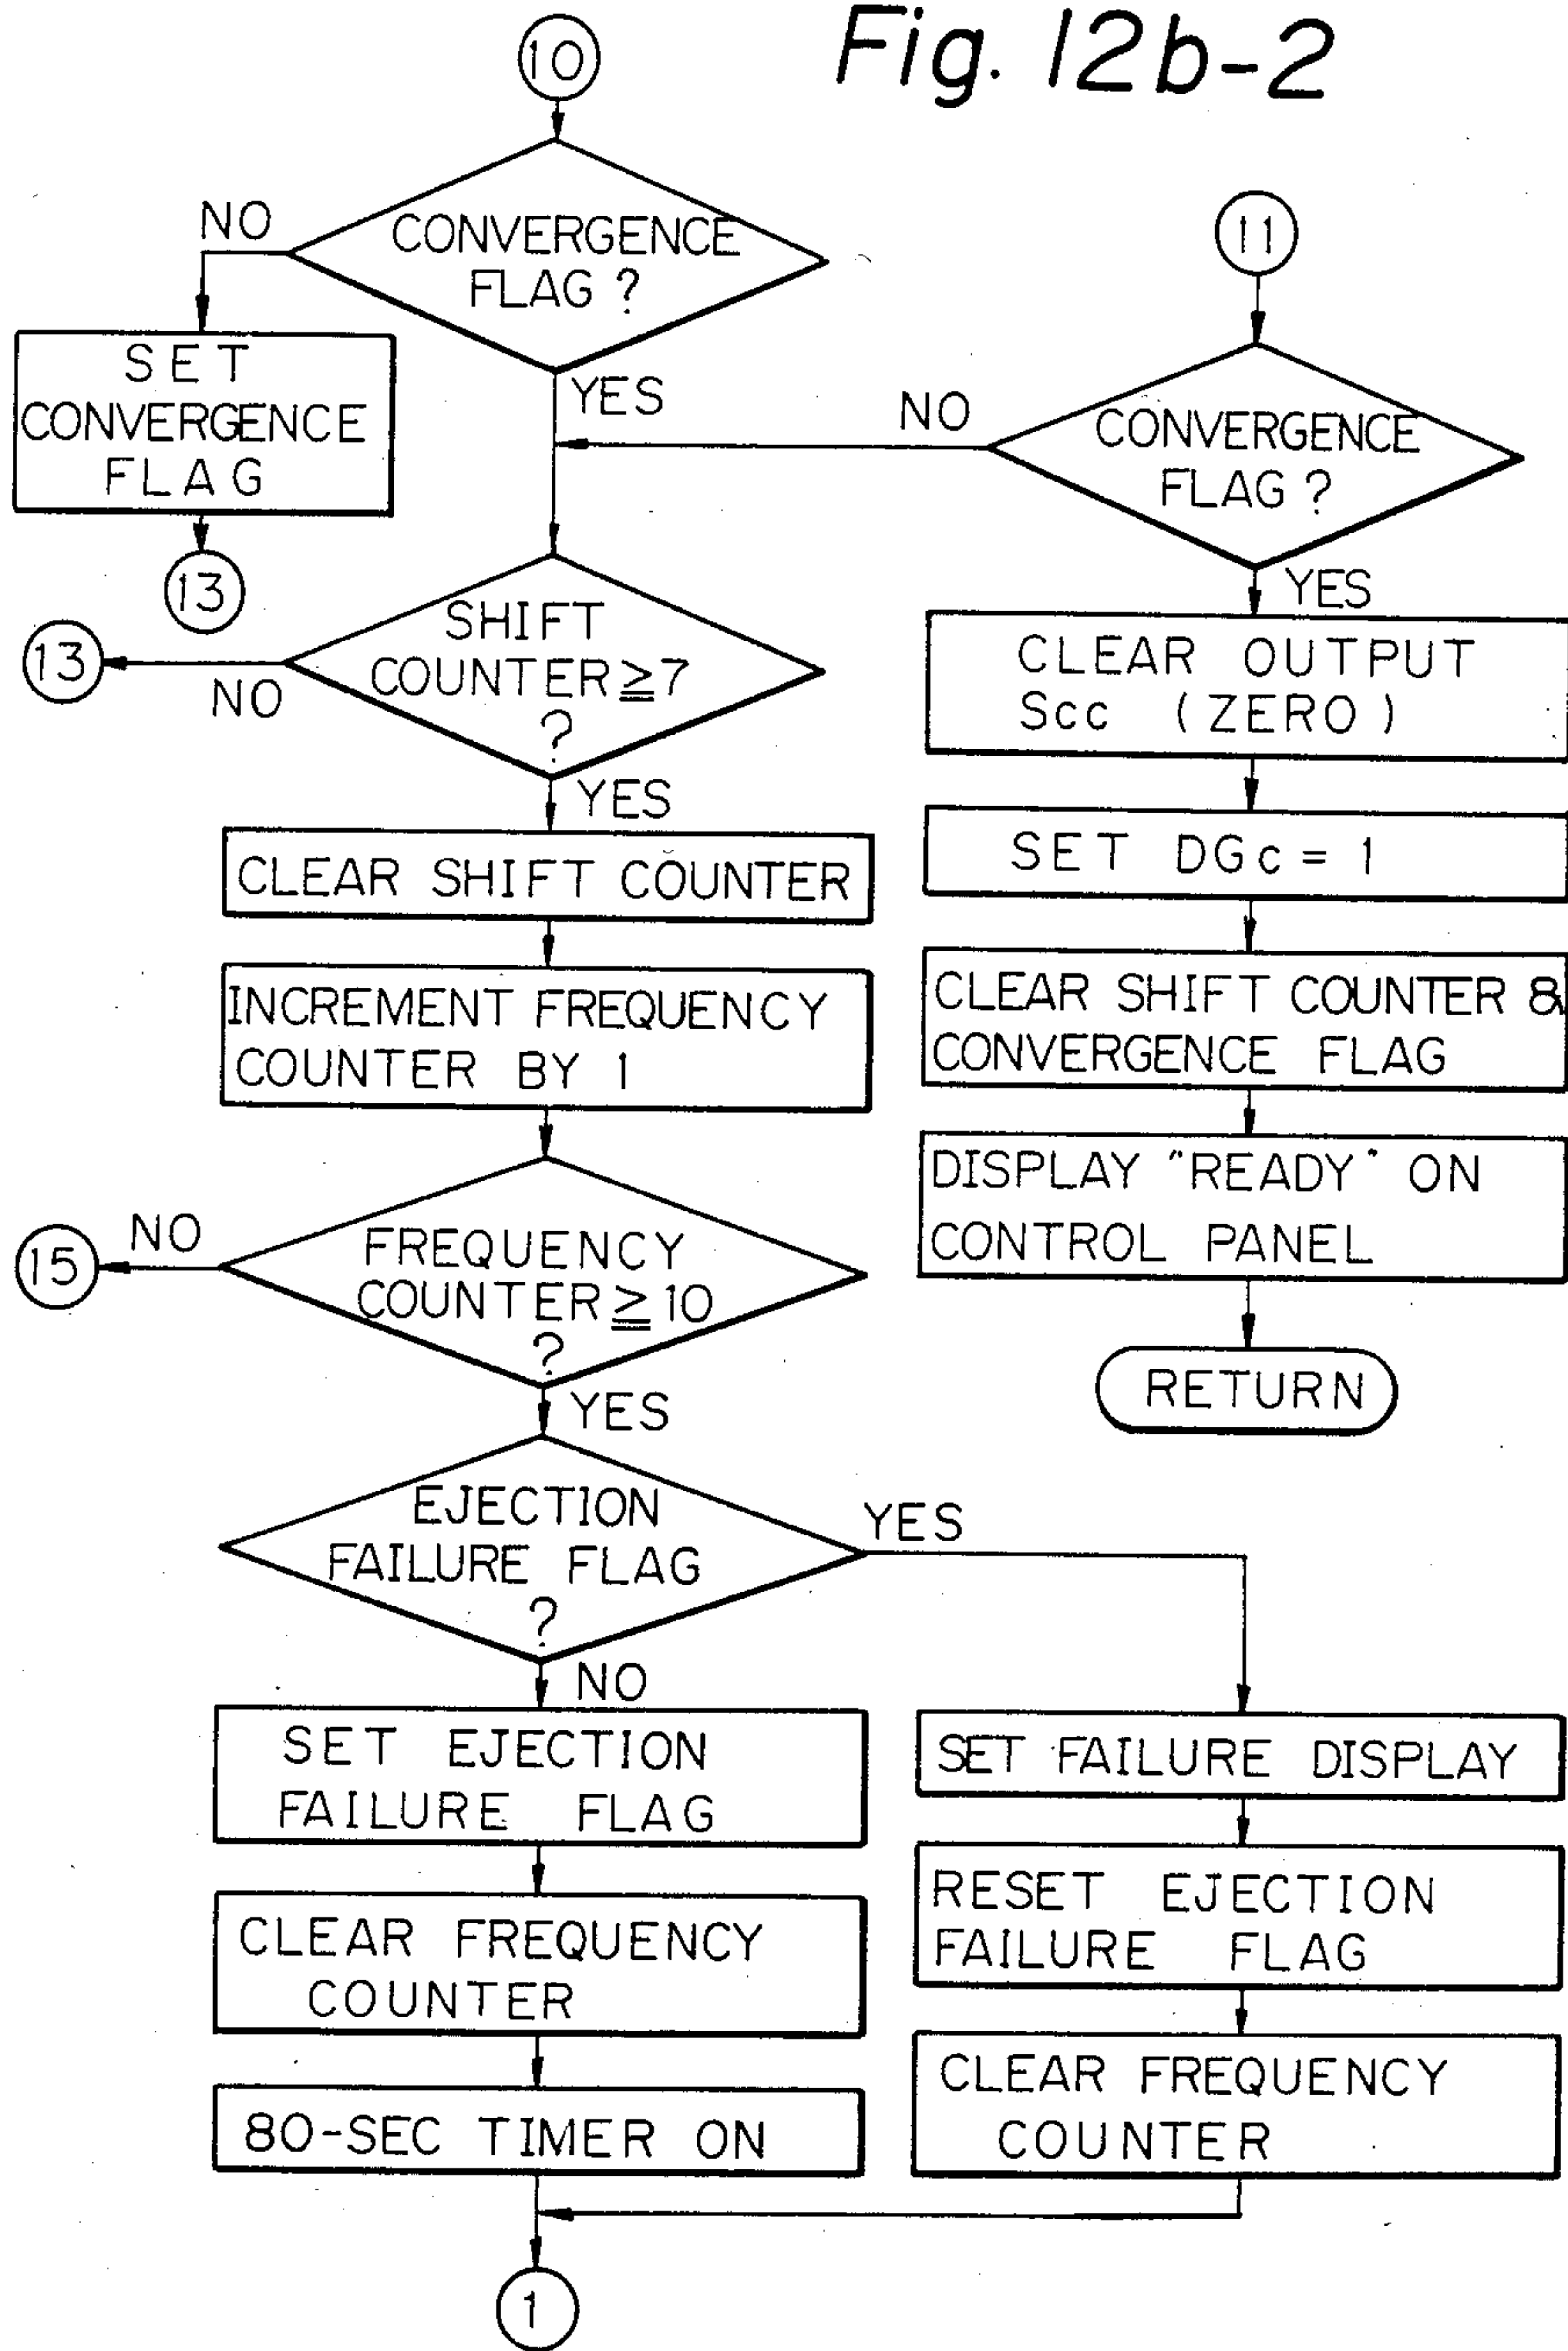 Fig. 12b-2
10
CONVERGENCE
FLAG ?
NO
YES
SET
CONVERGENCE
FLAG
13
11
CONVERGENCE
FLAG ?
NO
YES
SHIFT
COUNTER ≧ 7
?
NO
13
YES
CLEAR SHIFT COUNTER
INCREMENT FREQUENCY
COUNTER BY 1
FREQUENCY
COUNTER ≧ 10
?
NO
15
YES
CLEAR OUTPUT
Scc (ZERO)
SET DGc = 1
CLEAR SHIFT COUNTER &
CONVERGENCE FLAG
DISPLAY "READY" ON
CONTROL PANEL
RETURN
EJECTION
FAILURE FLAG
?
YES
NO
SET EJECTION
FAILURE FLAG
CLEAR FREQUENCY
COUNTER
80-SEC TIMER ON
SET FAILURE DISPLAY
RESET EJECTION
FAILURE FLAG
CLEAR FREQUENCY
COUNTER
1